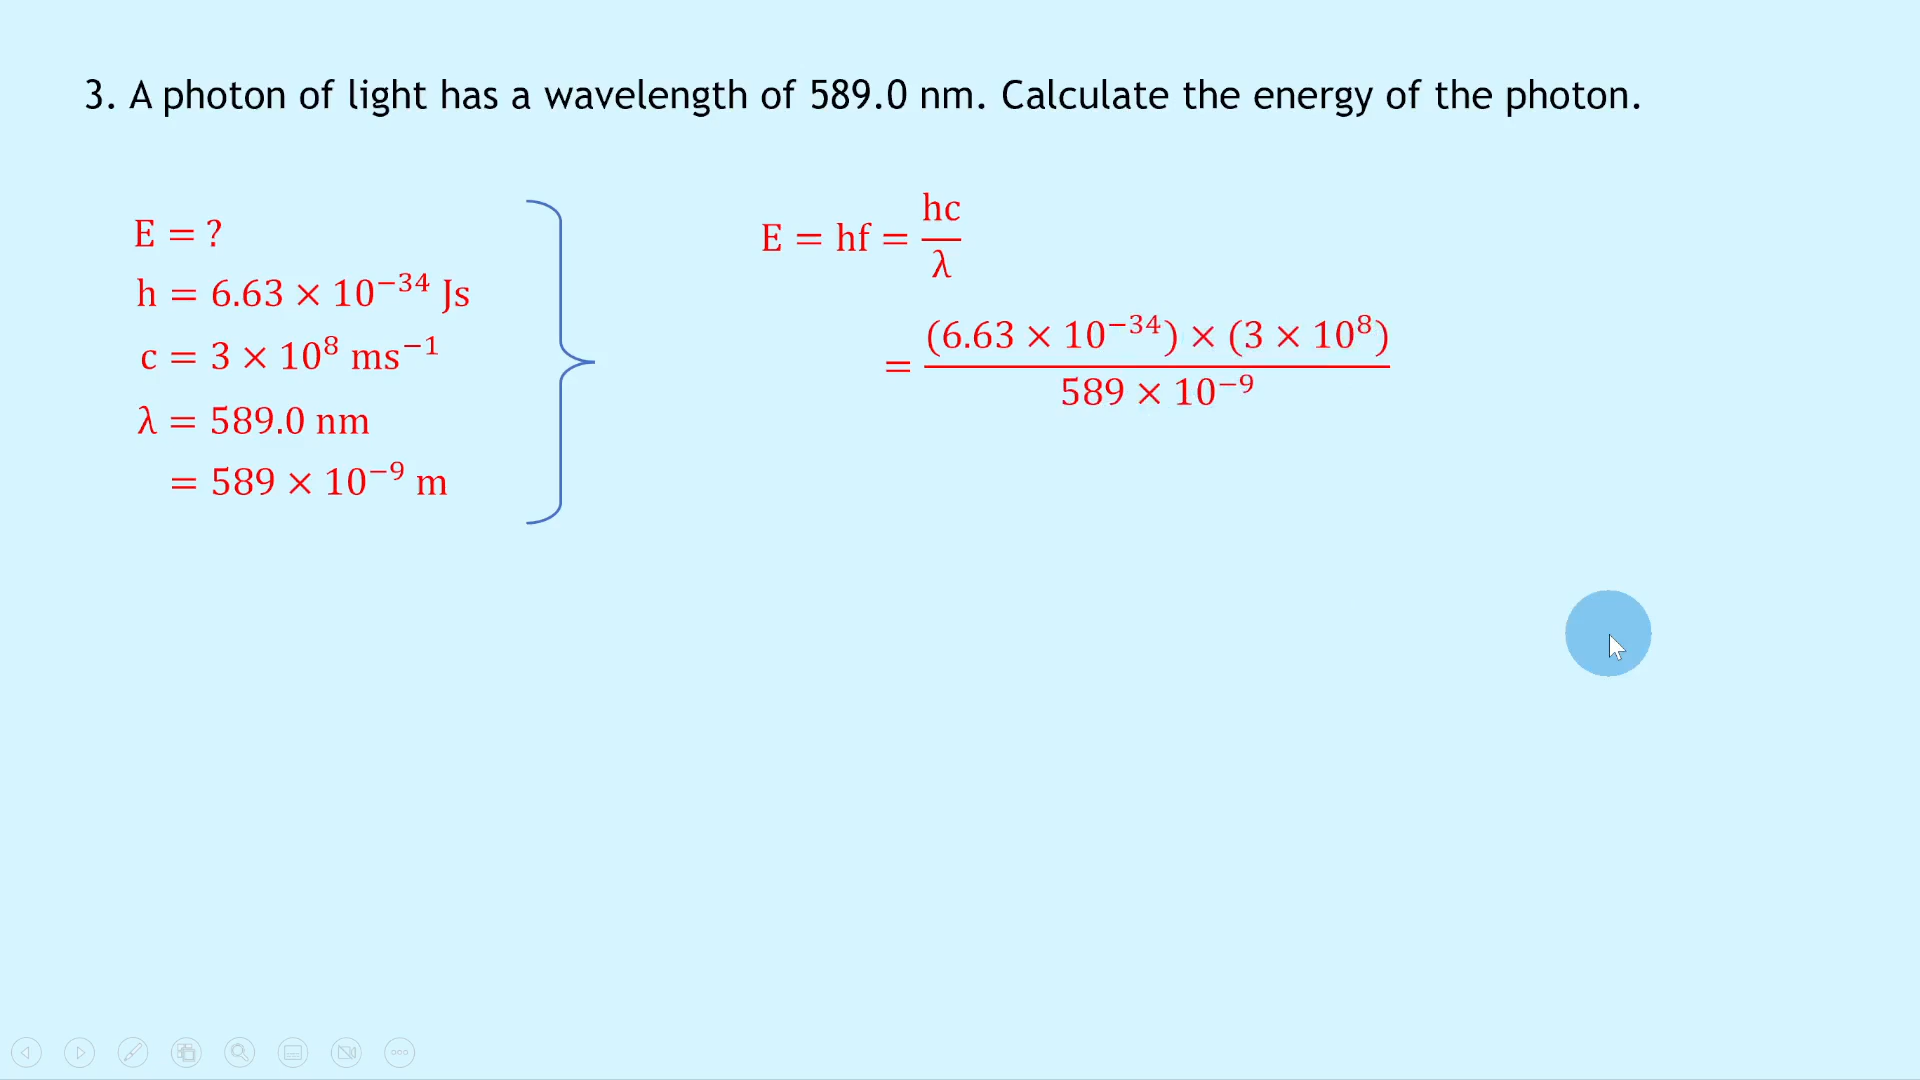 3. A photon of light has a wavelength of 589.0 nm. Calculate the energy of the photon.
E = ?
h = 6.63 × 10⁻³⁴ Js
c = 3 × 10⁸ ms⁻¹
λ = 589.0 nm
= 589 × 10⁻⁹ m
E = hf = hc/λ
= (6.63 × 10⁻³⁴) × (3 × 10⁸) / 589 × 10⁻⁹